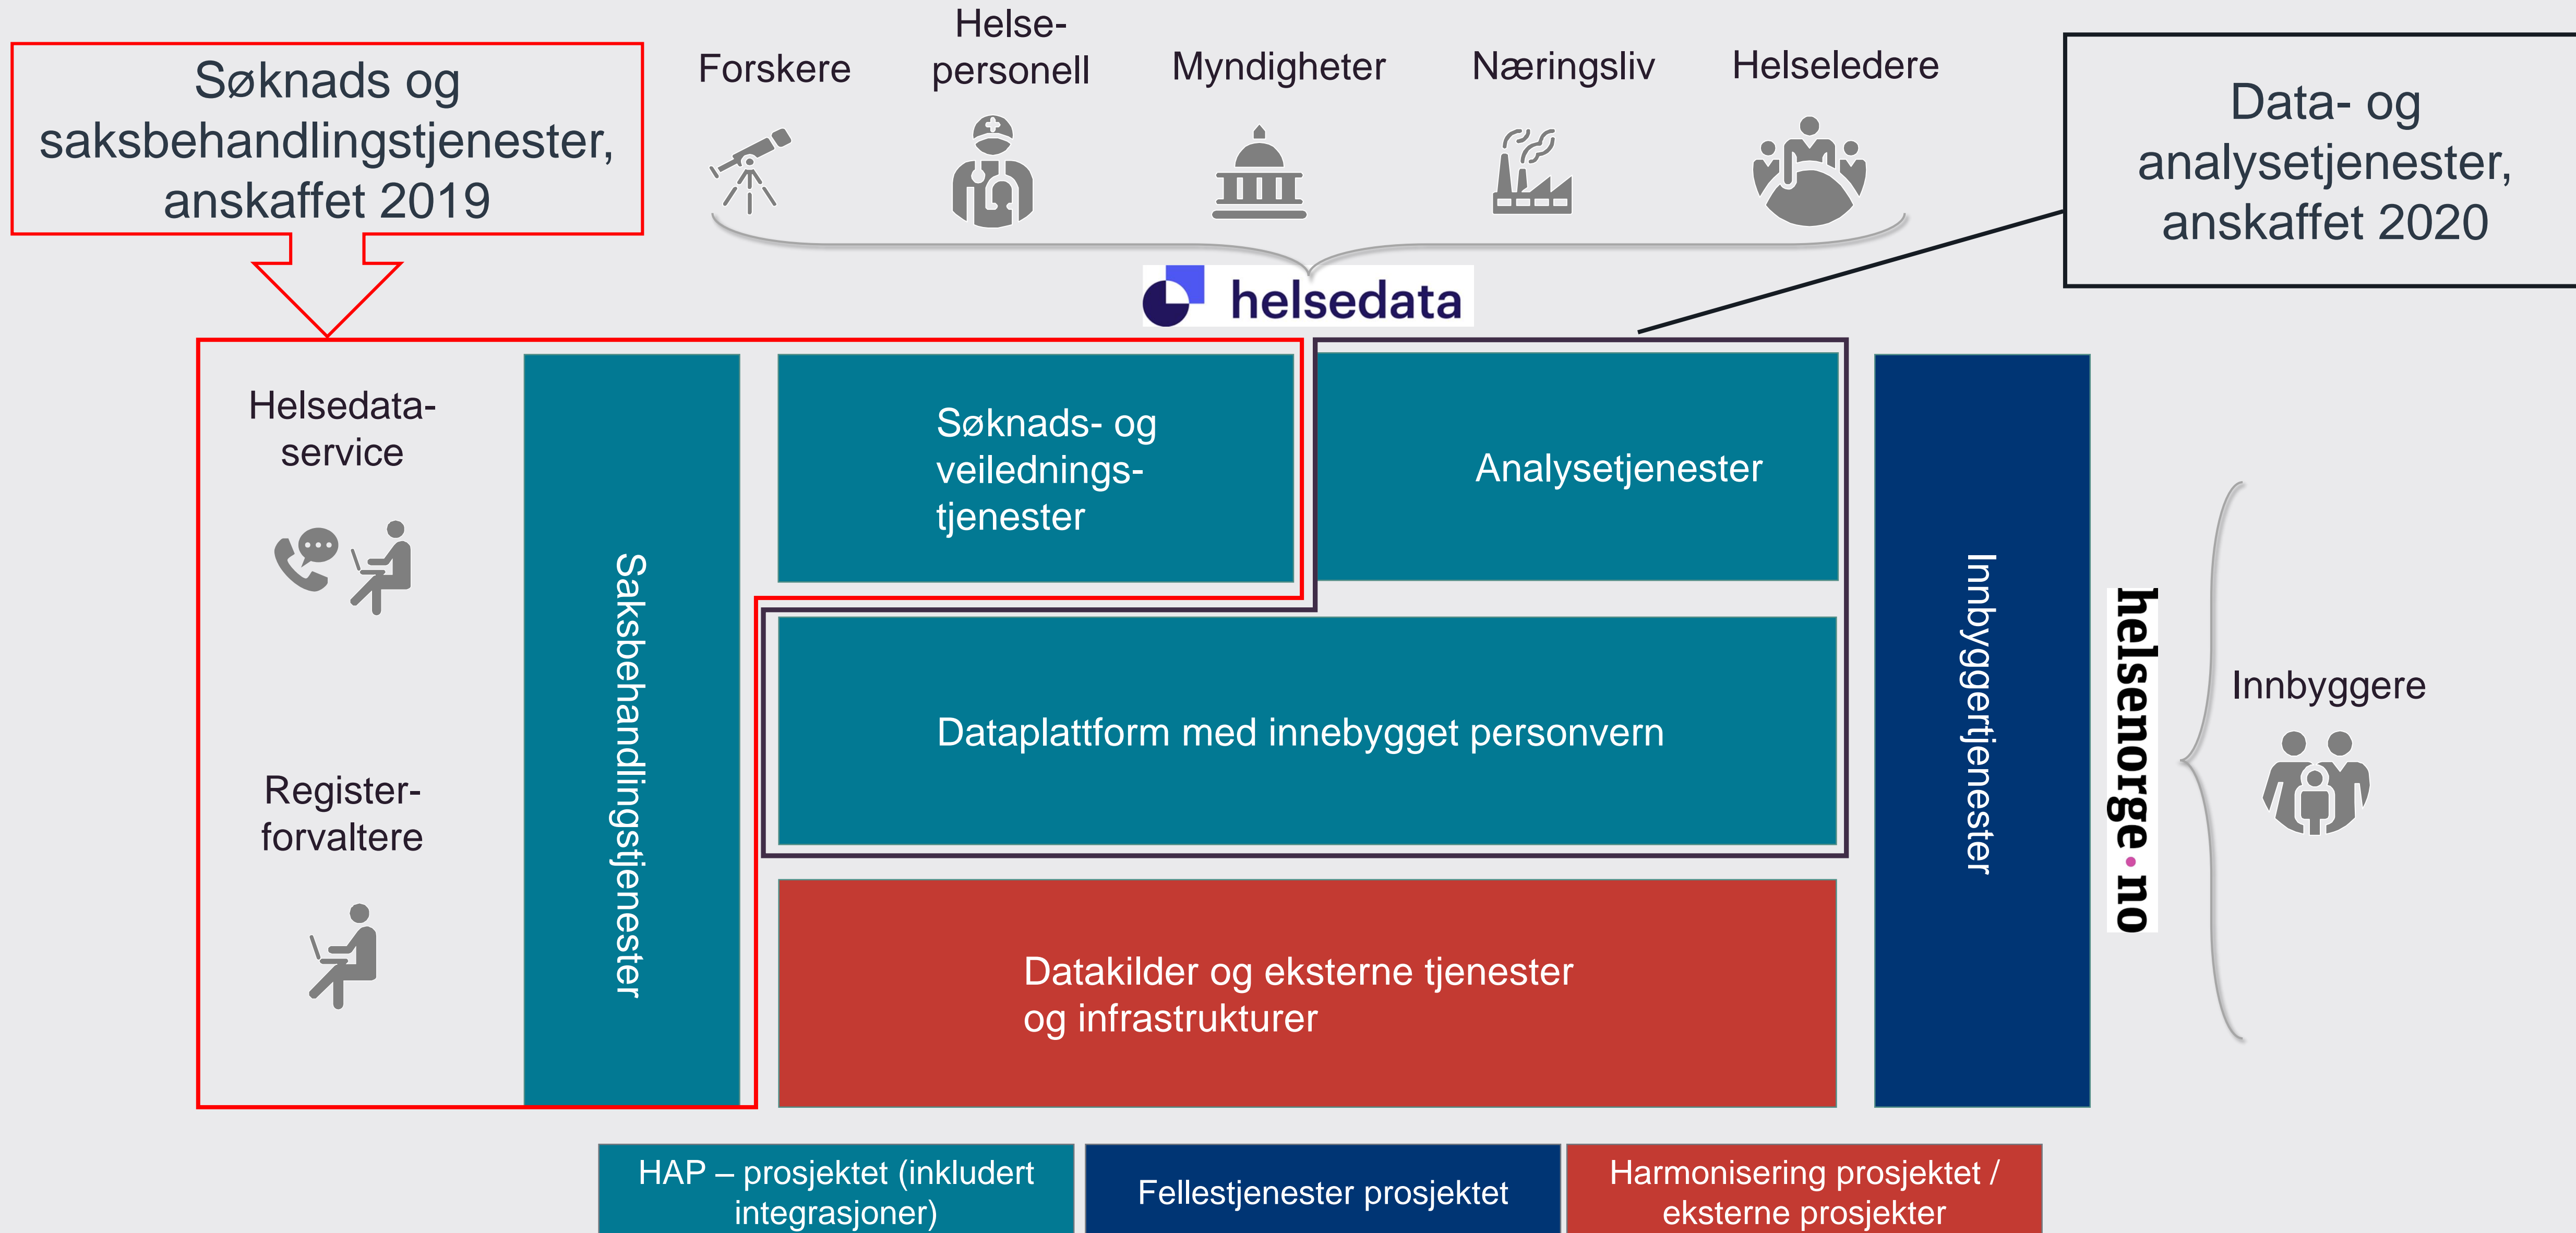 Søknads og
saksbehandlingstjenester,
anskaffet 2019
Forskere
Helse-
personell
Myndigheter
Næringsliv
Helseledere
Data- og
analysetjenester,
anskaffet 2020
helsedata
Helsedata-
service
Register-
forvaltere
Saksbehandlingstjenester
Søknads- og
veilednings-
tjenester
Analysetjenester
Dataplattform med innebygget personvern
Datakilder og eksterne tjenester
og infrastrukturer
Innbyggertjenester
helsenorge·no
Innbyggere
HAP – prosjektet (inkludert
integrasjoner)
Fellestjenester prosjektet
Harmonisering prosjektet /
eksterne prosjekter